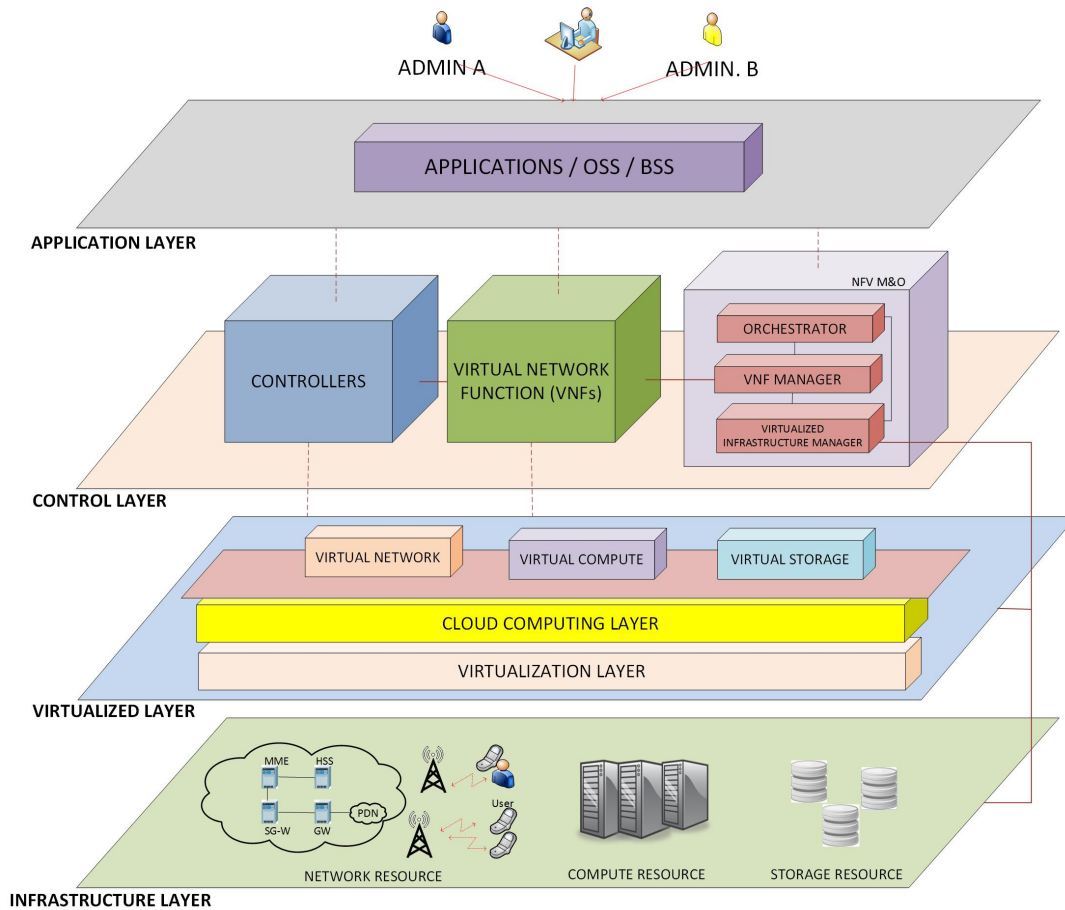 ADMIN A
ADMIN. B
APPLICATIONS / OSS / BSS
APPLICATION LAYER
NFV M&O
ORCHESTRATOR
CONTROLLERS
VIRTUAL NETWORK
FUNCTION (VNFs)
VNF MANAGER
VIRTUALIZED
INFRASTRUCTURE MANAGER
CONTROL LAYER
VIRTUAL NETWORK
VIRTUAL COMPUTE
VIRTUAL STORAGE
CLOUD COMPUTING LAYER
VIRTUALIZATION LAYER
VIRTUALIZED LAYER
MME
HSS
SG-W
GW
PDN
User
NETWORK RESOURCE
COMPUTE RESOURCE
STORAGE RESOURCE
INFRASTRUCTURE LAYER